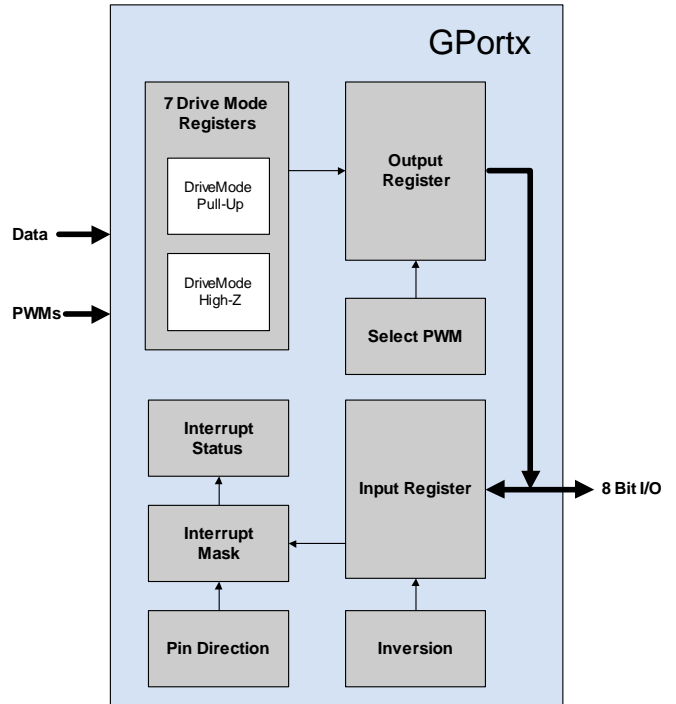 GPortx
7 Drive Mode
Registers
DriveMode
Pull-Up
DriveMode
High-Z
Output
Register
Data
PWMs
Select PWM
Interrupt
Status
Input Register
8 Bit I/O
Interrupt
Mask
Pin Direction
Inversion